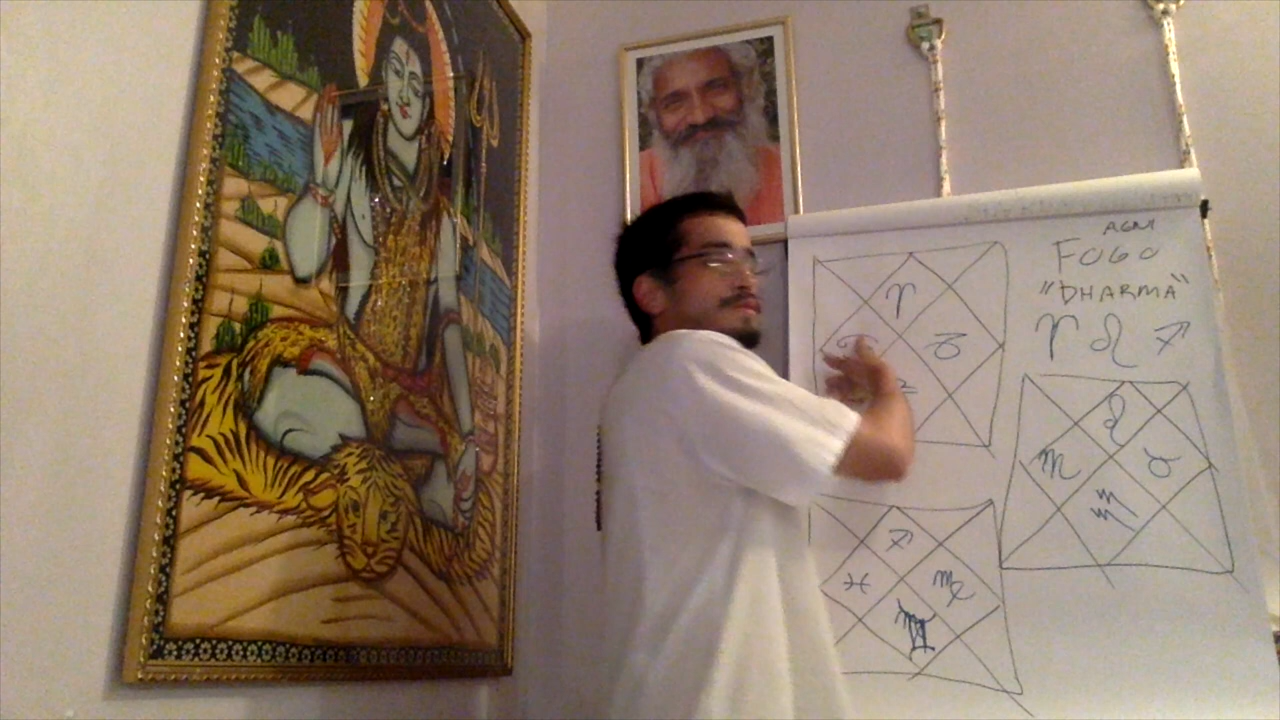 AGNI
FOGO
"DHARMA"
♈ ♌ ♐
♈
♌
♏ ♉
♒
♐
♓ ♍
♊